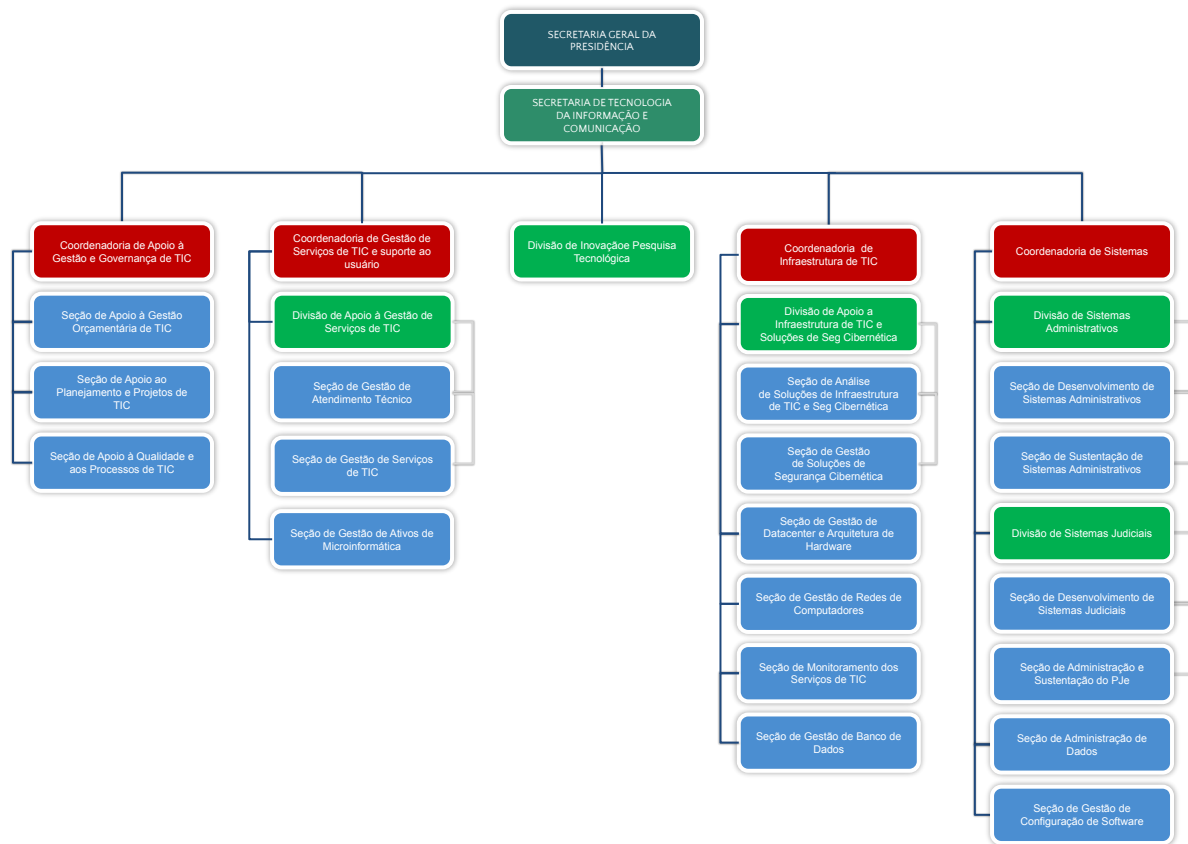 SECRETARIA GERAL DA
PRESIDÊNCIA
SECRETARIA DE TECNOLOGIA
DA INFORMAÇÃO E
COMUNICAÇÃO
Coordenadoria de Apoio à
Gestão e Governança de TIC
Seção de Apoio à Gestão
Orçamentária de TIC
Seção de Apoio ao
Planejamento e Projetos de
TIC
Seção de Apoio à Qualidade e
aos Processos de TIC
Coordenadoria de Gestão de
Serviços de TIC e suporte ao
usuário
Divisão de Apoio à Gestão de
Serviços de TIC
Seção de Gestão de
Atendimento Técnico
Seção de Gestão de Serviços
de TIC
Seção de Gestão de Ativos de
Microinformática
Divisão de Inovaçãoe Pesquisa
Tecnológica
Coordenadoria de
Infraestrutura de TIC
Divisão de Apoio a
Infraestrutura de TIC e
Soluções de Seg Cibernética
Seção de Análise
de Soluções de Infraestrutura
de TIC e Seg Cibernética
Seção de Gestão
de Soluções de
Segurança Cibernética
Seção de Gestão de
Datacenter e Arquitetura de
Hardware
Seção de Gestão de Redes de
Computadores
Seção de Monitoramento dos
Serviços de TIC
Seção de Gestão de Banco de
Dados
Coordenadoria de Sistemas
Divisão de Sistemas
Administrativos
Seção de Desenvolvimento de
Sistemas Administrativos
Seção de Sustentação de
Sistemas Administrativos
Divisão de Sistemas Judiciais
Seção de Desenvolvimento de
Sistemas Judiciais
Seção de Administração e
Sustentação do PJe
Seção de Administração de
Dados
Seção de Gestão de
Configuração de Software